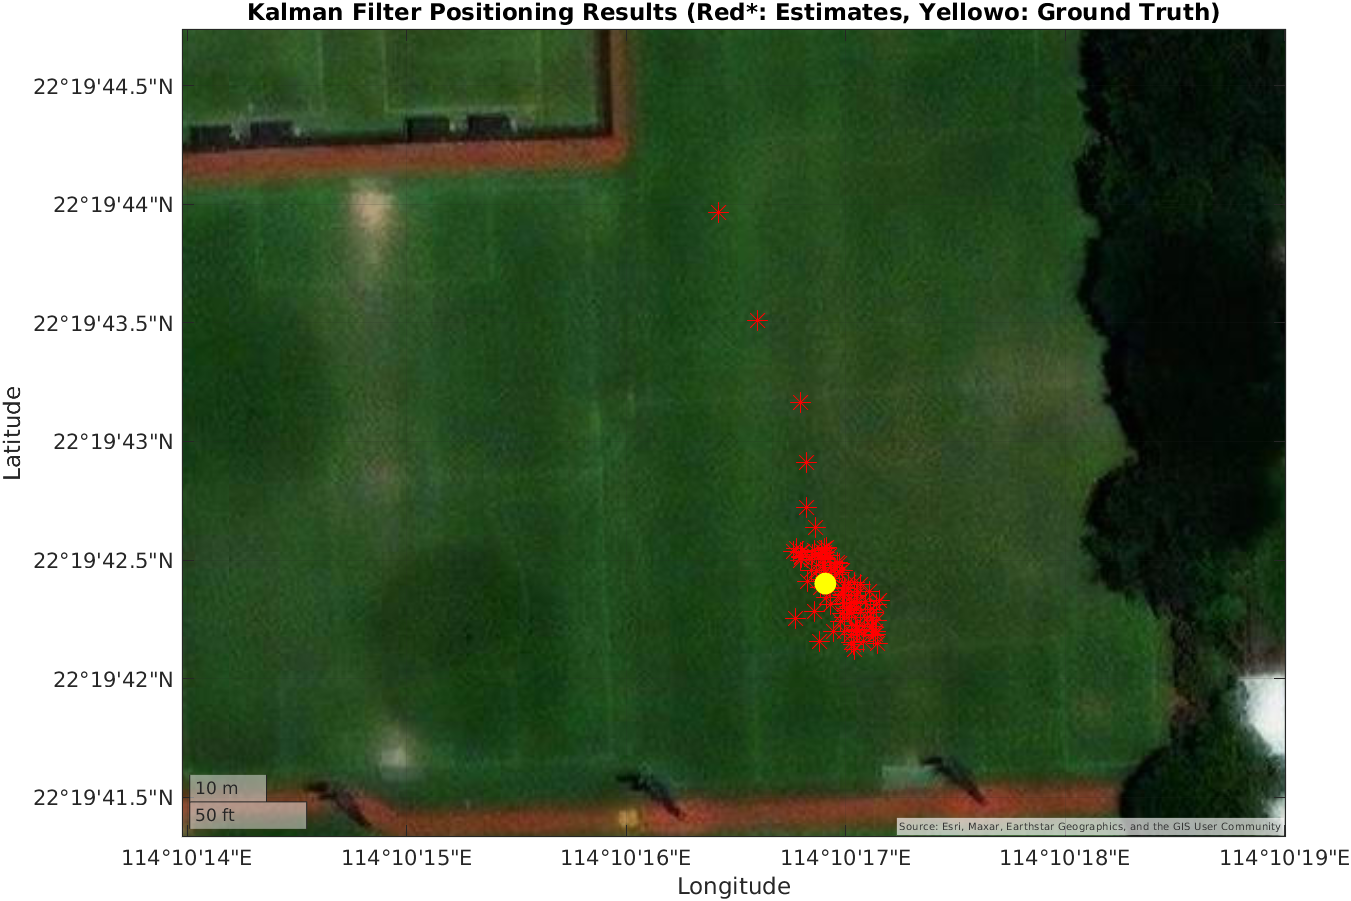 Kalman Filter Positioning Results (Red*: Estimates, Yellowo: Ground Truth)
22°19'44.5"N
22°19'44"N
22°19'43.5"N
22°19'43"N
22°19'42.5"N
22°19'42"N
22°19'41.5"N
Latitude
10 m
50 ft
Source: Esri, Maxar, Earthstar Geographics, and the GIS User Community
114°10'14"E 114°10'15"E 114°10'16"E 114°10'17"E 114°10'18"E 114°10'19"E
Longitude